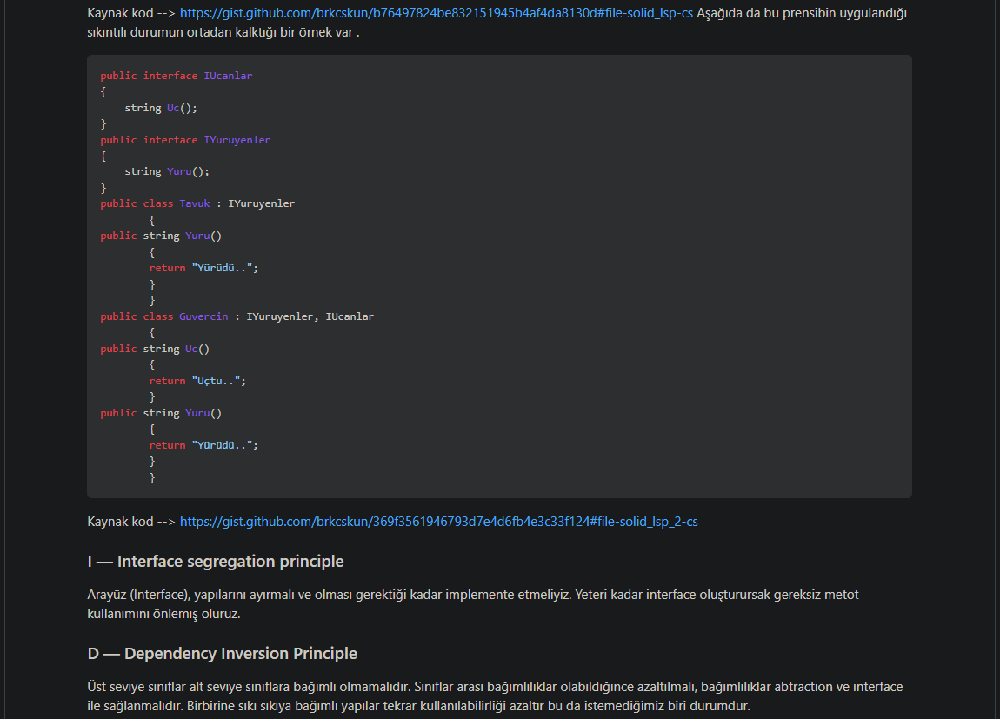 Kaynak kod --> https://gist.github.com/brkcskun/b76497824be832151945b4af4da8130d#file-solid_lsp-cs Aşağıda da bu prensibin uygulandığı
sıkıntılı durumun ortadan kalktığı bir örnek var .
public interface IUcanlar
{
    string Uc();
}
public interface IYuruyenler
{
    string Yuru();
}
public class Tavuk : IYuruyenler
        {
public string Yuru()
        {
        return "Yürüdü..";
        }
        }
public class Guvercin : IYuruyenler, IUcanlar
        {
public string Uc()
        {
        return "Uçtu..";
        }
public string Yuru()
        {
        return "Yürüdü..";
        }
        }
Kaynak kod --> https://gist.github.com/brkcskun/369f3561946793d7e4d6fb4e3c33f124#file-solid_lsp_2-cs
I — Interface segregation principle
Arayüz (Interface), yapılarını ayırmalı ve olması gerektiği kadar implemente etmeliyiz. Yeteri kadar interface oluşturursak gereksiz metot
kullanımını önlemiş oluruz.
D — Dependency Inversion Principle
Üst seviye sınıflar alt seviye sınıflara bağımlı olmamalıdır. Sınıflar arası bağımlılıklar olabildiğince azaltılmalı, bağımlılıklar abtraction ve interface
ile sağlanmalıdır. Birbirine sıkı sıkıya bağımlı yapılar tekrar kullanılabilirliği azaltır bu da istemediğimiz biri durumdur.